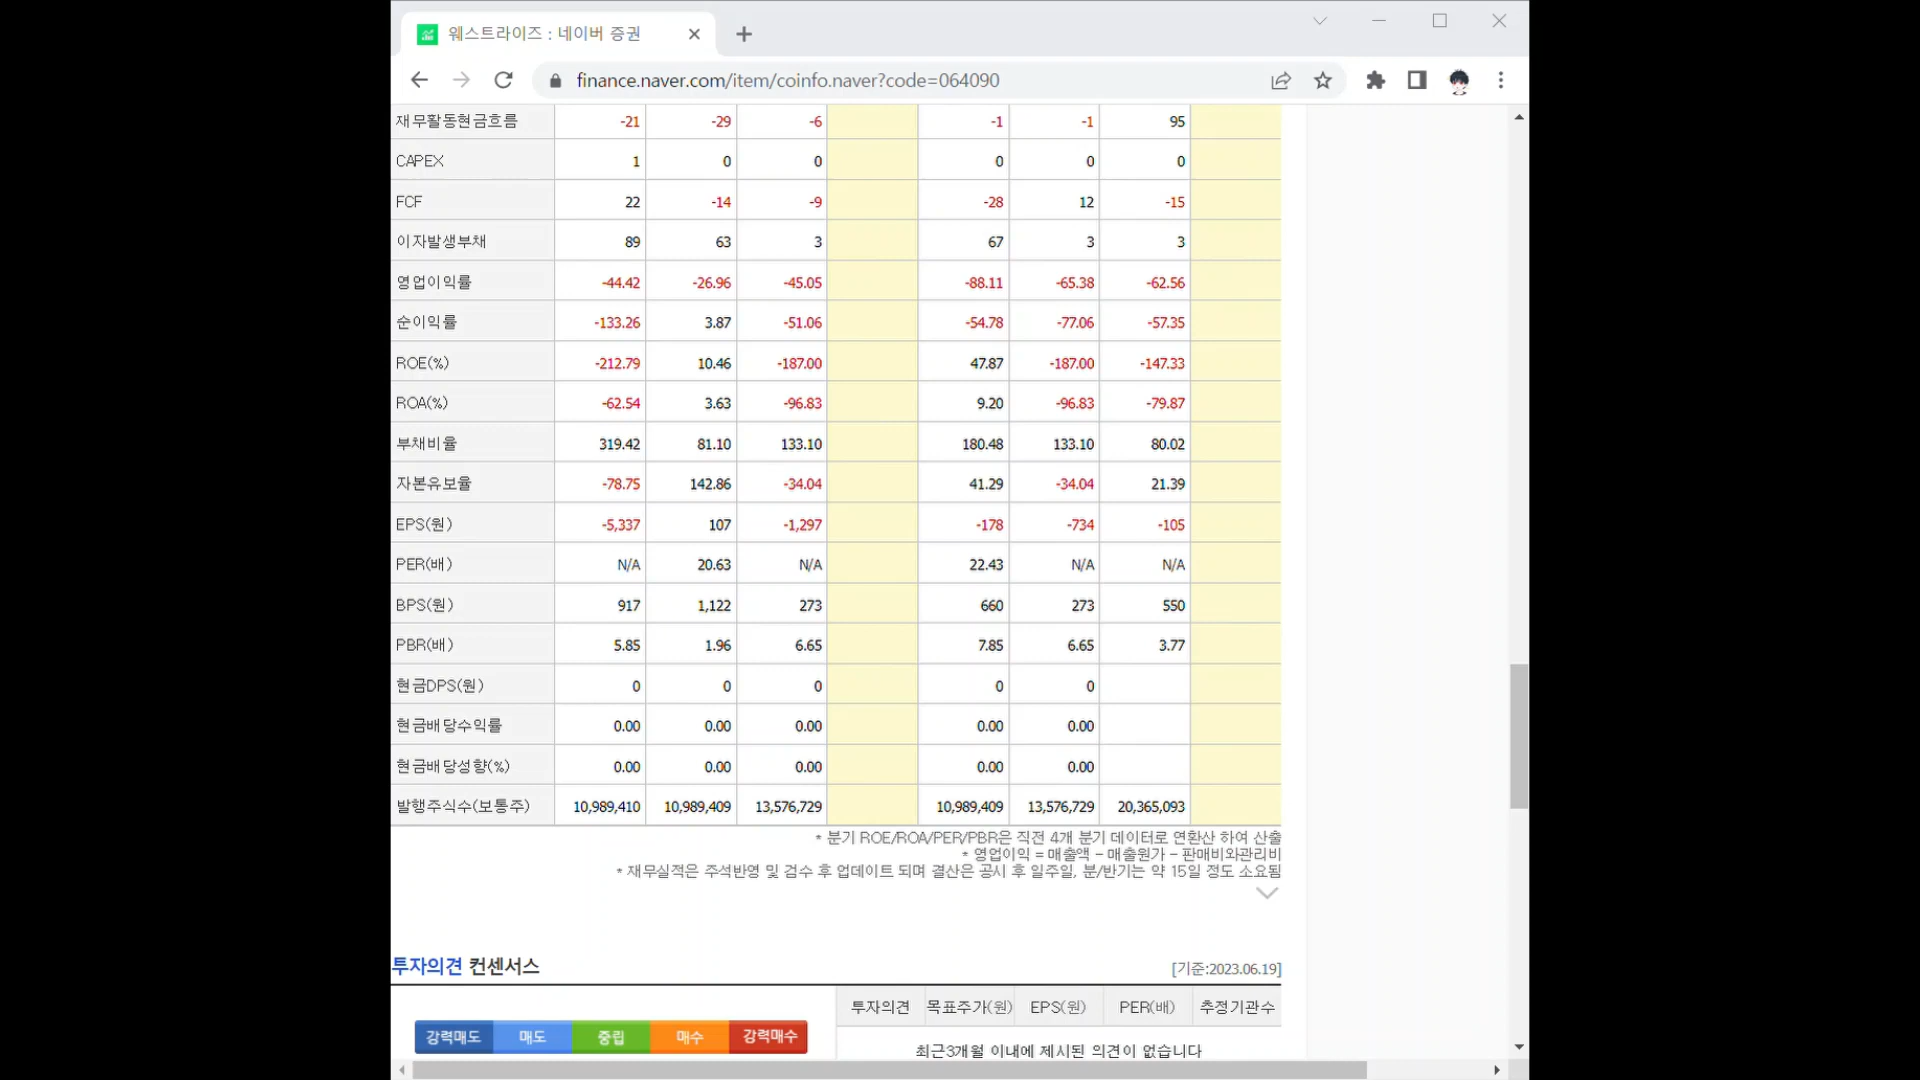 웨스트라이즈 : 네이버 증권
finance.naver.com/item/coinfo.naver?code=064090
재무활동현금흐름 -21 -29 -6 -1 -1 95
CAPEX 1 0 0 0 0 0
FCF 22 -14 -9 -28 12 -15
이자발생부채 89 63 3 67 3 3
영업이익률 -44.42 -26.96 -45.05 -88.11 -65.38 -62.56
순이익률 -133.26 3.87 -51.06 -54.78 -77.06 -57.35
ROE(%) -212.79 10.46 -187.00 47.87 -187.00 -147.33
ROA(%) -62.54 3.63 -96.83 9.20 -96.83 -79.87
부채비율 319.42 81.10 133.10 180.48 133.10 80.02
자본유보율 -78.75 142.86 -34.04 41.29 -34.04 21.39
EPS(원) -5,337 107 -1,297 -178 -734 -105
PER(배) N/A 20.63 N/A 22.43 N/A N/A
BPS(원) 917 1,122 273 660 273 550
PBR(배) 5.85 1.96 6.65 7.85 6.65 3.77
현금DPS(원) 0 0 0 0 0
현금배당수익률 0.00 0.00 0.00 0.00 0.00
현금배당성향(%) 0.00 0.00 0.00 0.00 0.00
발행주식수(보통주) 10,989,410 10,989,409 13,576,729 10,989,409 13,576,729 20,365,093
* 분기 ROE/ROA/PER/PBR은 직전 4개 분기 데이터로 연환산 하여 산출
* 영업이익 = 매출액 - 매출원가 - 판매비와관리비
* 재무실적은 주석반영 및 검수 후 업데이트 되며 결산은 공시 후 일주일, 분/반기는 약 15일 정도 소요됨
투자의견 컨센서스 [기준:2023.06.19]
투자의견 목표주가(원) EPS(원) PER(배) 추정기관수
강력매도 매도 중립 매수 강력매수
최근3개월 이내에 제시된 의견이 없습니다